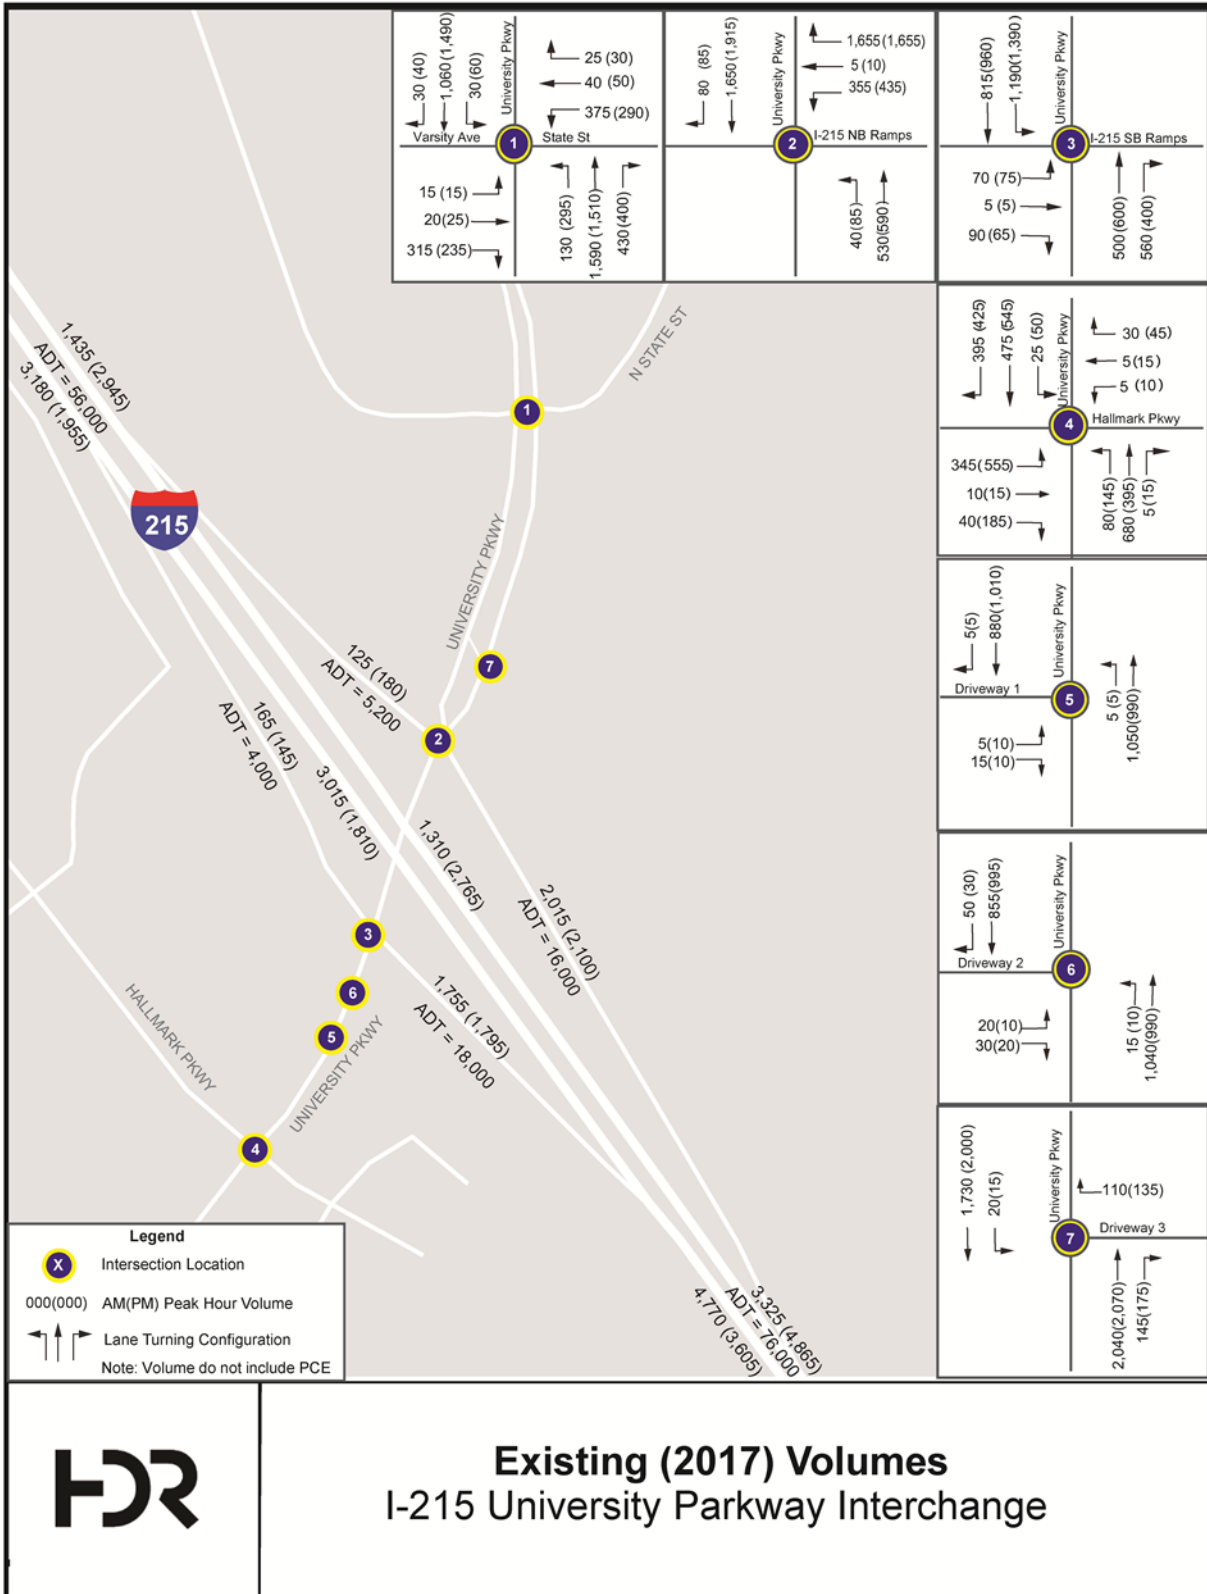 30 (40)
1,060 (1,490)
30 (60)
University Pkwy
25 (30)
40 (50)
375 (290)
Varsity Ave
1
State St
15 (15)
20(25)
315 (235)
130 (295)
1,590 (1,510)
430 (400)
80 (85)
1,650 (1,915)
University Pkwy
1,655 (1,655)
5 (10)
355 (435)
2
I-215 NB Ramps
40(85)
530(590)
815(960)
1,190(1,390)
University Pkwy
3
I-215 SB Ramps
70 (75)
5 (5)
90 (65)
500 (600)
560 (400)
395 (425)
475 (545)
25 (50)
University Pkwy
30 (45)
5 (15)
5 (10)
4
Hallmark Pkwy
345(555)
10(15)
40(185)
80(145)
680 (395)
5 (15)
5(5)
880(1,010)
University Pkwy
Driveway 1
5
5(10)
15(10)
5 (5)
1,050(990)
50 (30)
855(995)
University Pkwy
Driveway 2
6
20(10)
30(20)
15 (10)
1,040(990)
1,730 (2,000)
20(15)
University Pkwy
110(135)
7
Driveway 3
2,040(2,070)
145(175)
1,435 (2,945)
ADT = 56,000
3,180 (1,955)
215
N STATE ST
1
UNIVERSITY PKWY
7
125 (180)
ADT = 5,200
2
165 (145)
ADT = 4,000
3,015 (1,810)
1,310 (2,765)
2,015 (2,100)
ADT = 16,000
3
6
5
1,755 (1,795)
ADT = 18,000
HALLMARK PKWY
UNIVERSITY PKWY
4
3,325 (4,865)
ADT = 76,000
4,770 (3,605)
Legend
X Intersection Location
000(000) AM(PM) Peak Hour Volume
Lane Turning Configuration
Note: Volume do not include PCE
HDR
Existing (2017) Volumes
I-215 University Parkway Interchange